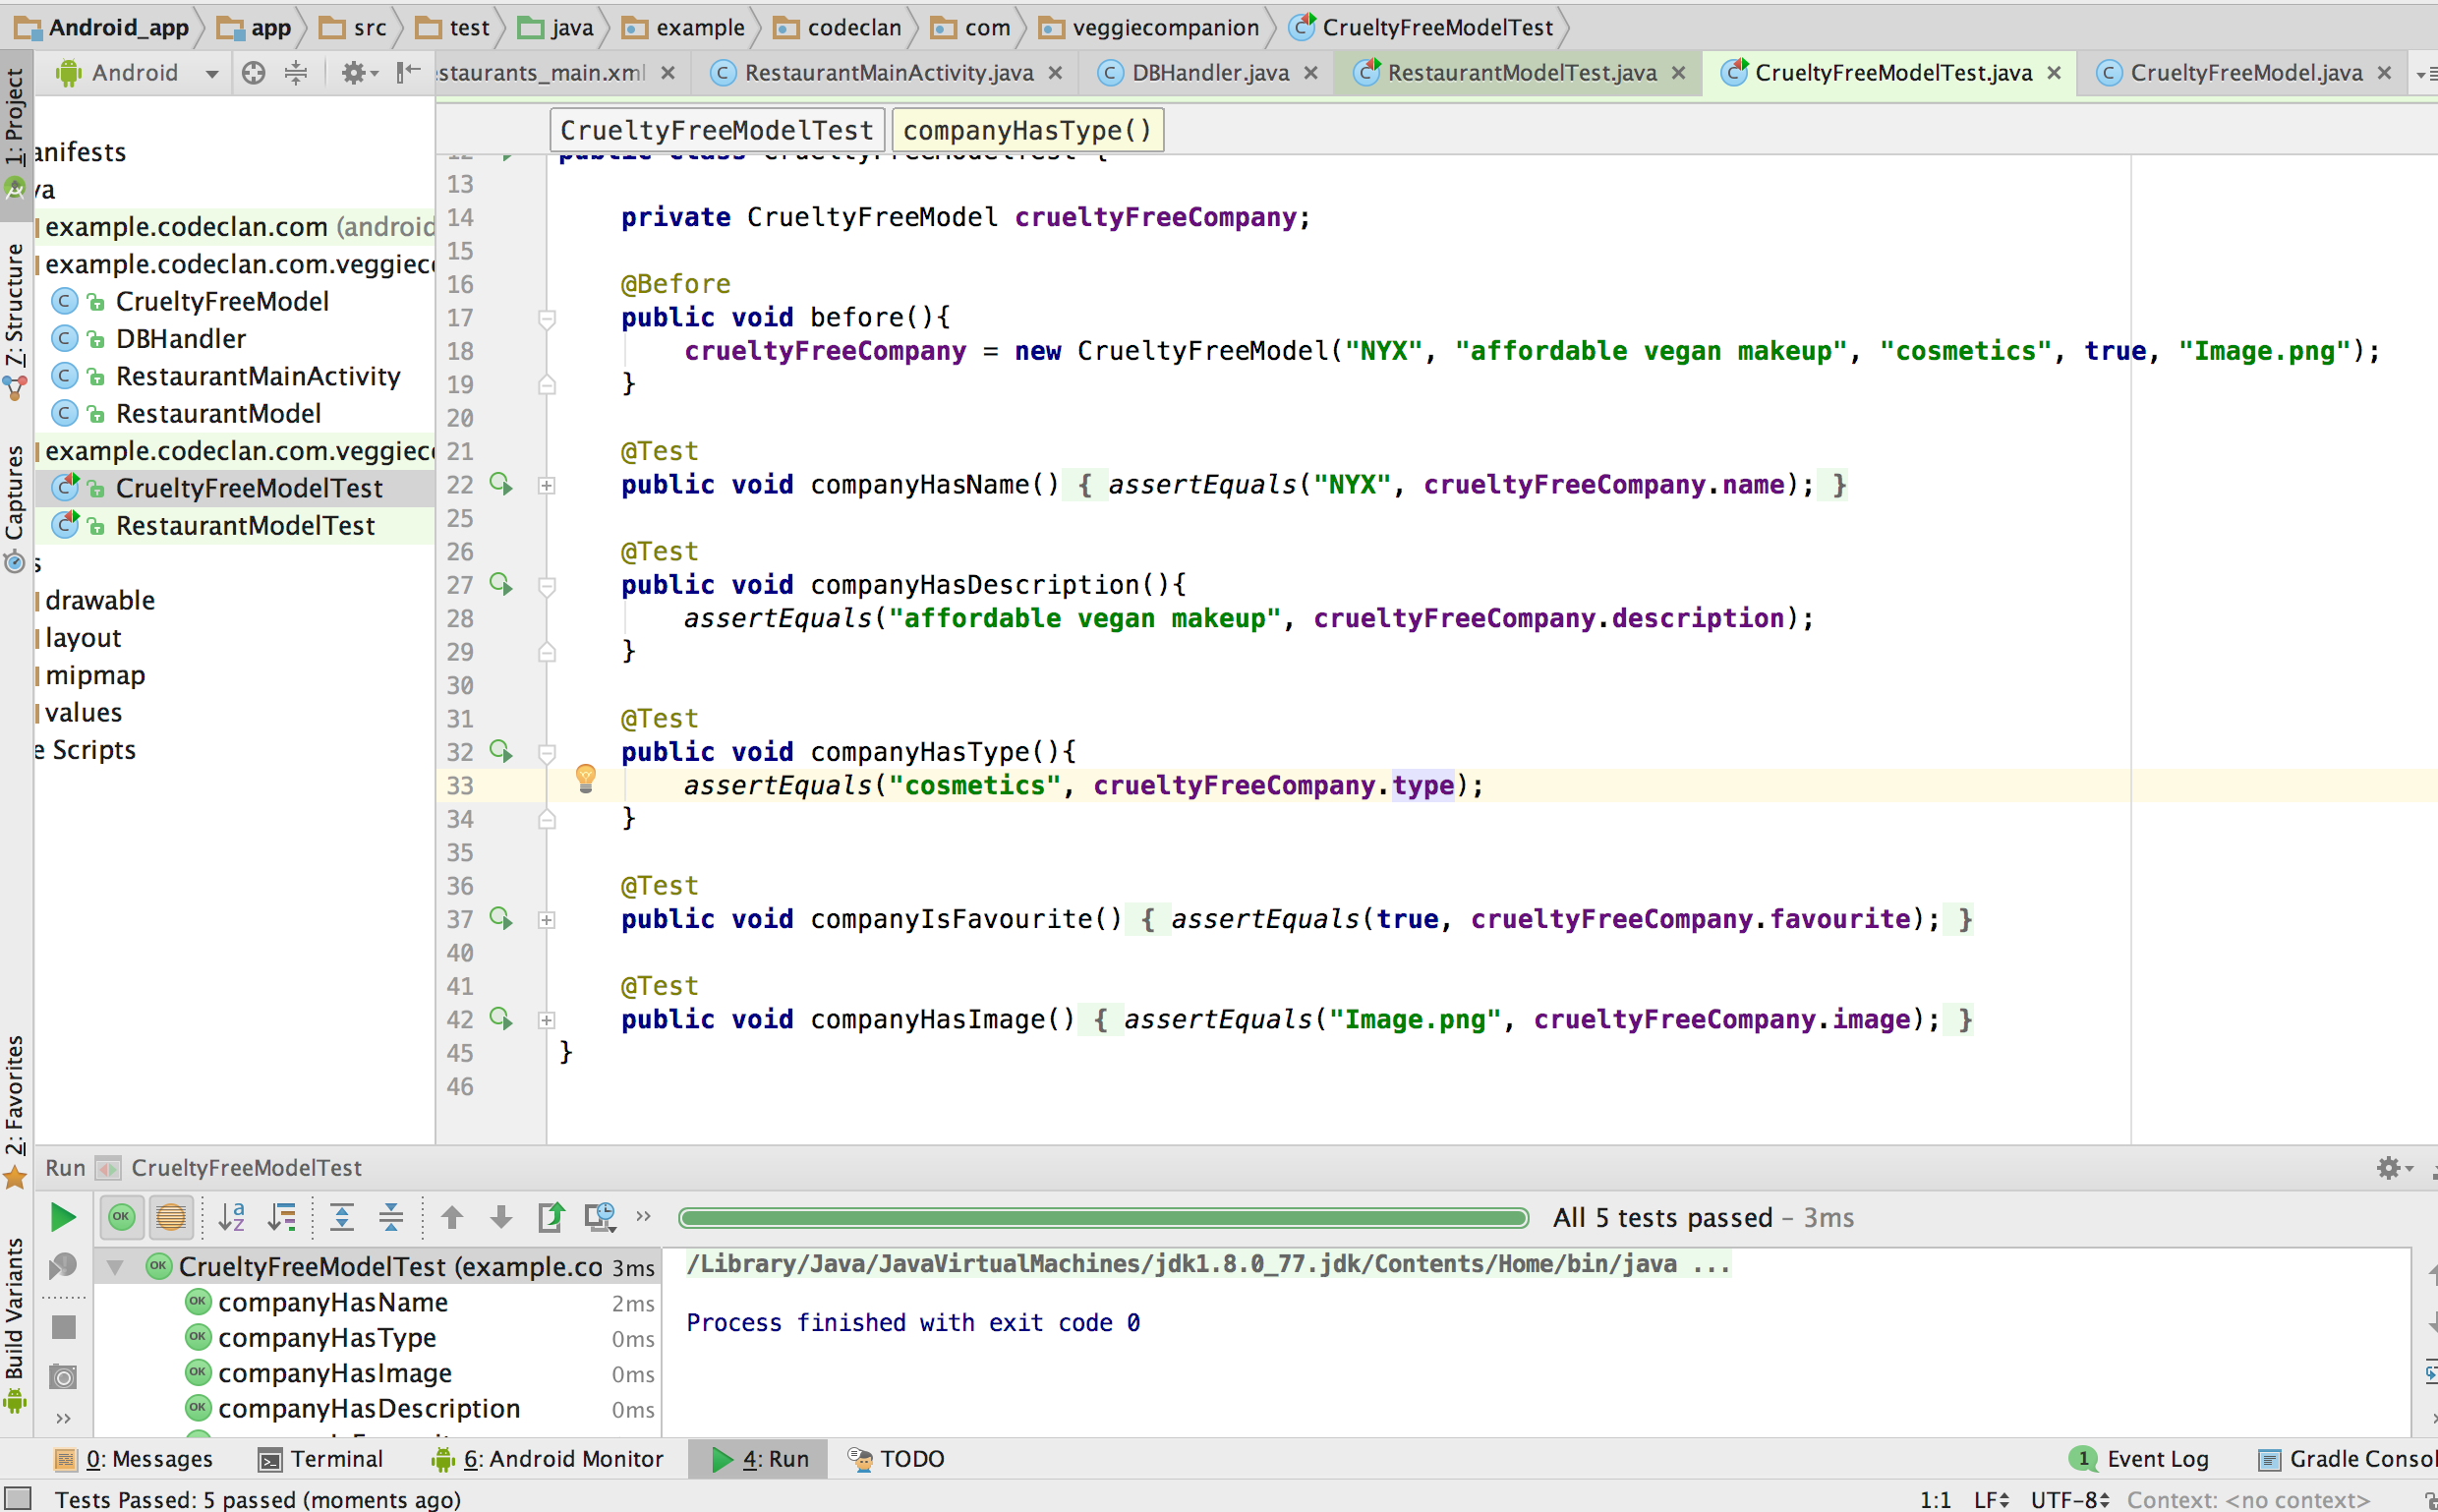 Android_app app src test java example codeclan com veggiecompanion CrueltyFreeModelTest
Android staurants_main.xml RestaurantMainActivity.java DBHandler.java RestaurantModelTest.java CrueltyFreeModelTest.java CrueltyFreeModel.java
CrueltyFreeModelTest companyHasType()
1: Project
Z: Structure
Captures
2: Favorites
Build Variants
anifests
va
example.codeclan.com (android
example.codeclan.com.veggiec
CrueltyFreeModel
DBHandler
RestaurantMainActivity
RestaurantModel
example.codeclan.com.veggiec
CrueltyFreeModelTest
RestaurantModelTest
s
drawable
layout
mipmap
values
e Scripts
12 public class CrueltyFreeModelTest {
13
14 private CrueltyFreeModel crueltyFreeCompany;
15
16 @Before
17 public void before(){
18 crueltyFreeCompany = new CrueltyFreeModel("NYX", "affordable vegan makeup", "cosmetics", true, "Image.png");
19 }
20
21 @Test
22 public void companyHasName() { assertEquals("NYX", crueltyFreeCompany.name); }
25
26 @Test
27 public void companyHasDescription(){
28 assertEquals("affordable vegan makeup", crueltyFreeCompany.description);
29 }
30
31 @Test
32 public void companyHasType(){
33 assertEquals("cosmetics", crueltyFreeCompany.type);
34 }
35
36 @Test
37 public void companyIsFavourite() { assertEquals(true, crueltyFreeCompany.favourite); }
40
41 @Test
42 public void companyHasImage() { assertEquals("Image.png", crueltyFreeCompany.image); }
45 }
46
Run CrueltyFreeModelTest
All 5 tests passed – 3ms
CrueltyFreeModelTest (example.co 3ms
companyHasName 2ms
companyHasType 0ms
companyHasImage 0ms
companyHasDescription 0ms
/Library/Java/JavaVirtualMachines/jdk1.8.0_77.jdk/Contents/Home/bin/java ...
Process finished with exit code 0
0: Messages Terminal 6: Android Monitor 4: Run TODO 1 Event Log Gradle Consol
Tests Passed: 5 passed (moments ago) 1:1 LF UTF-8 Context: <no context>